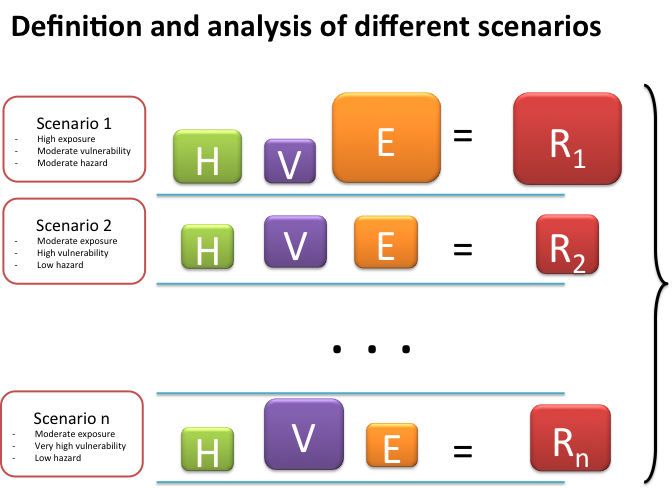 Definition and analysis of different scenarios
Scenario 1
- High exposure
- Moderate vulnerability
- Moderate hazard
H V E = R1
Scenario 2
- Moderate exposure
- High vulnerability
- Low hazard
H V E = R2
. . .
Scenario n
- Moderate exposure
- Very high vulnerability
- Low hazard
H V E = Rn